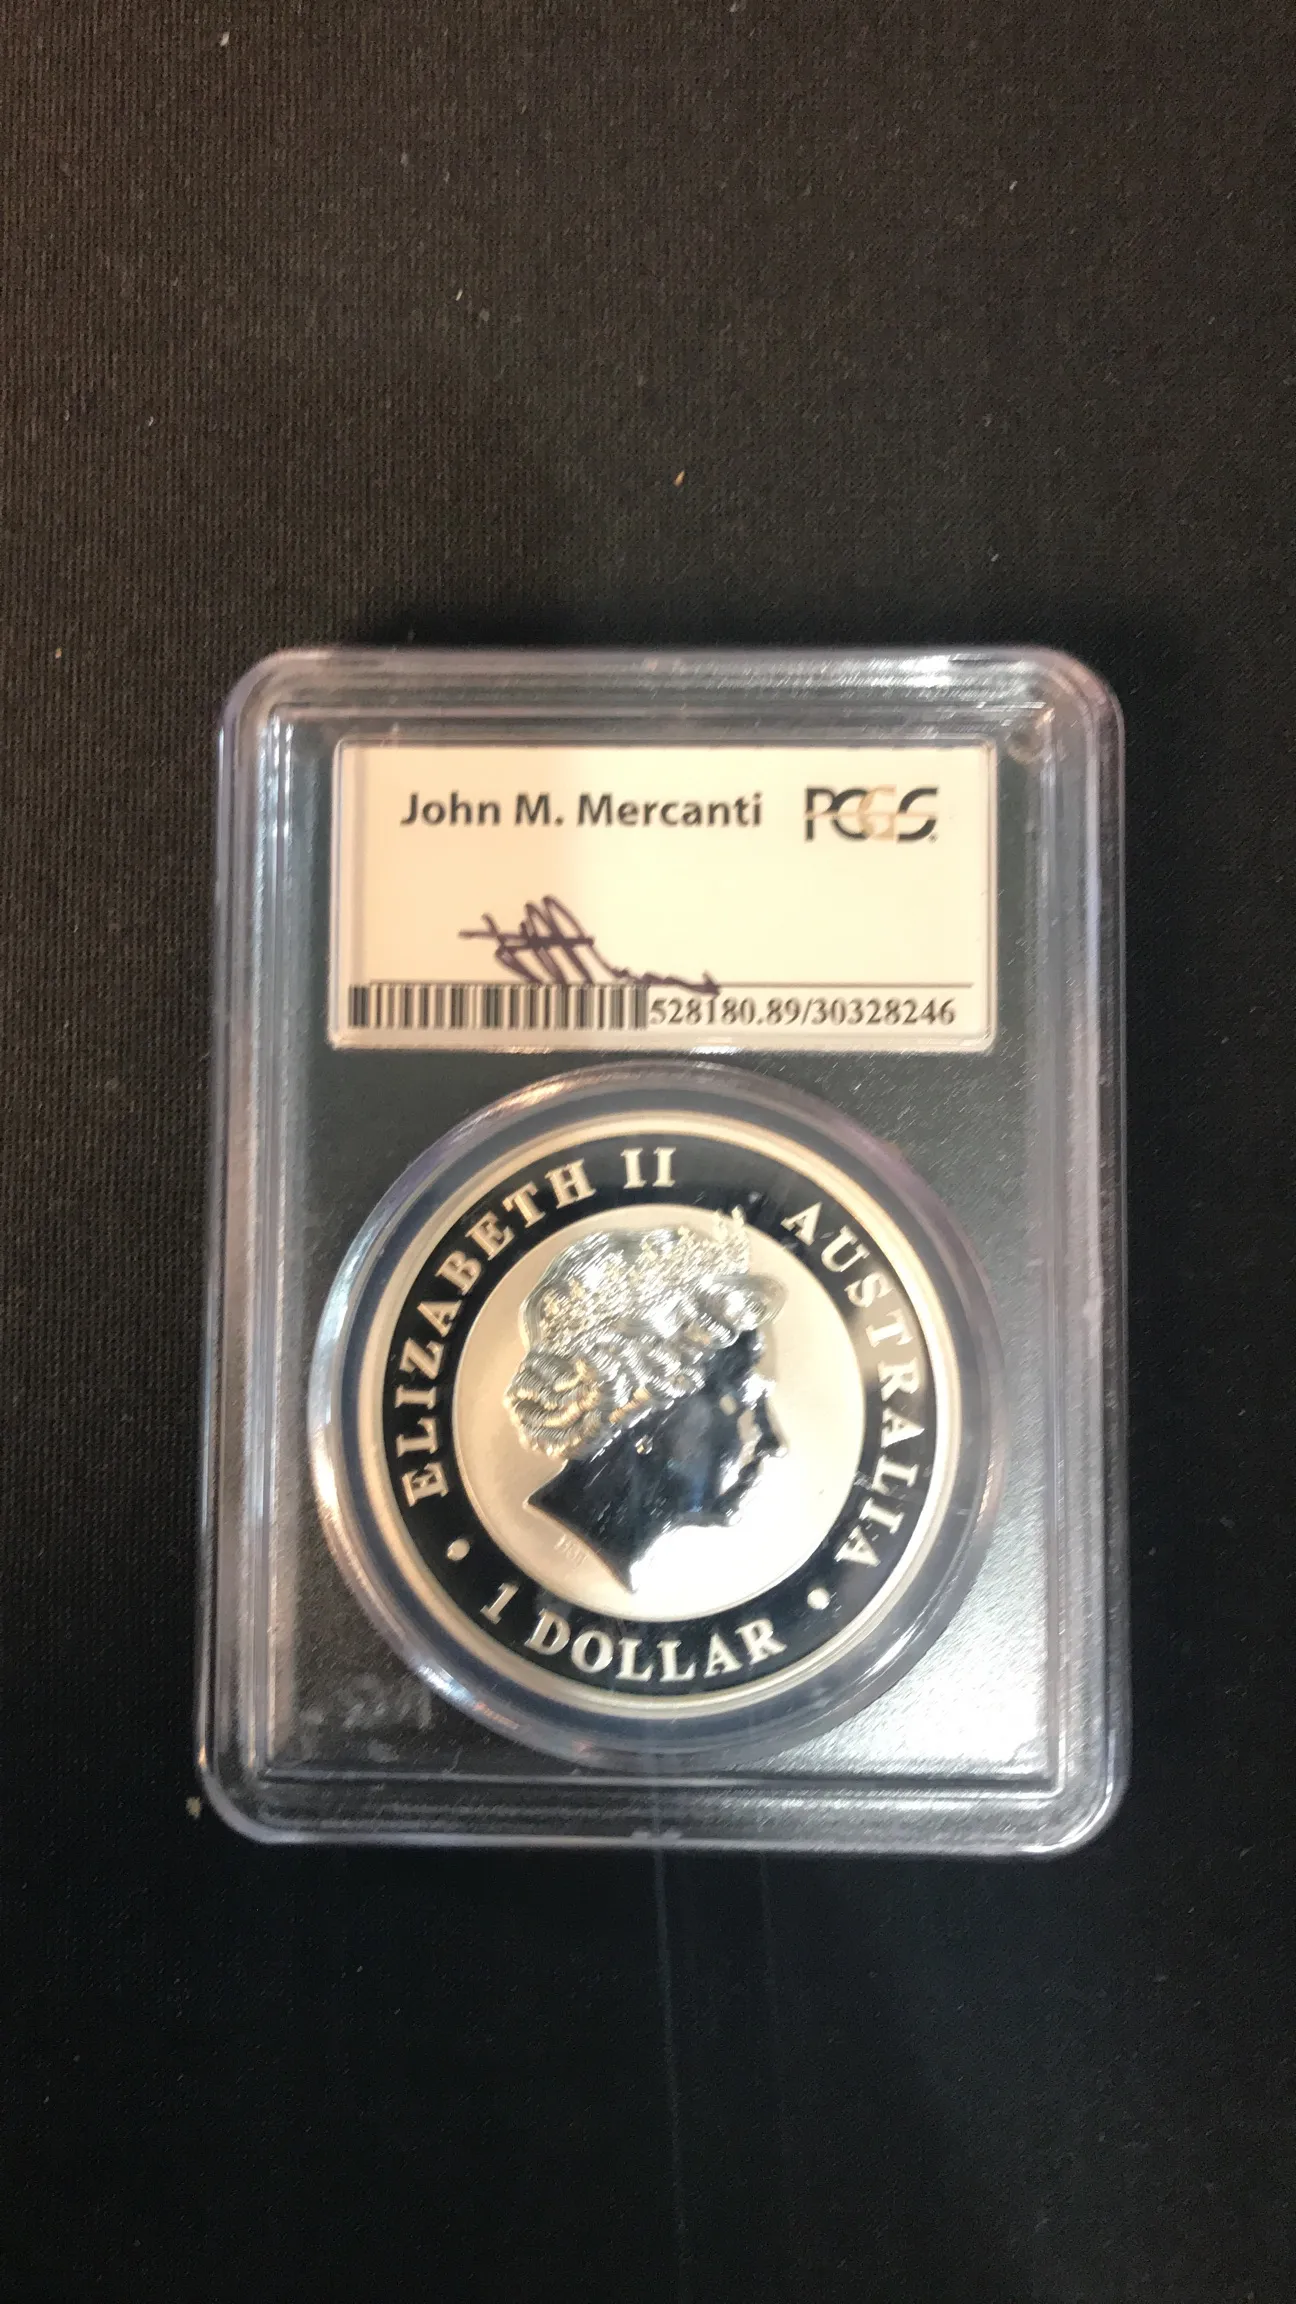 John M. Mercanti PCGS
528180.89/30328246
ELIZABETH II AUSTRALIA
1 DOLLAR